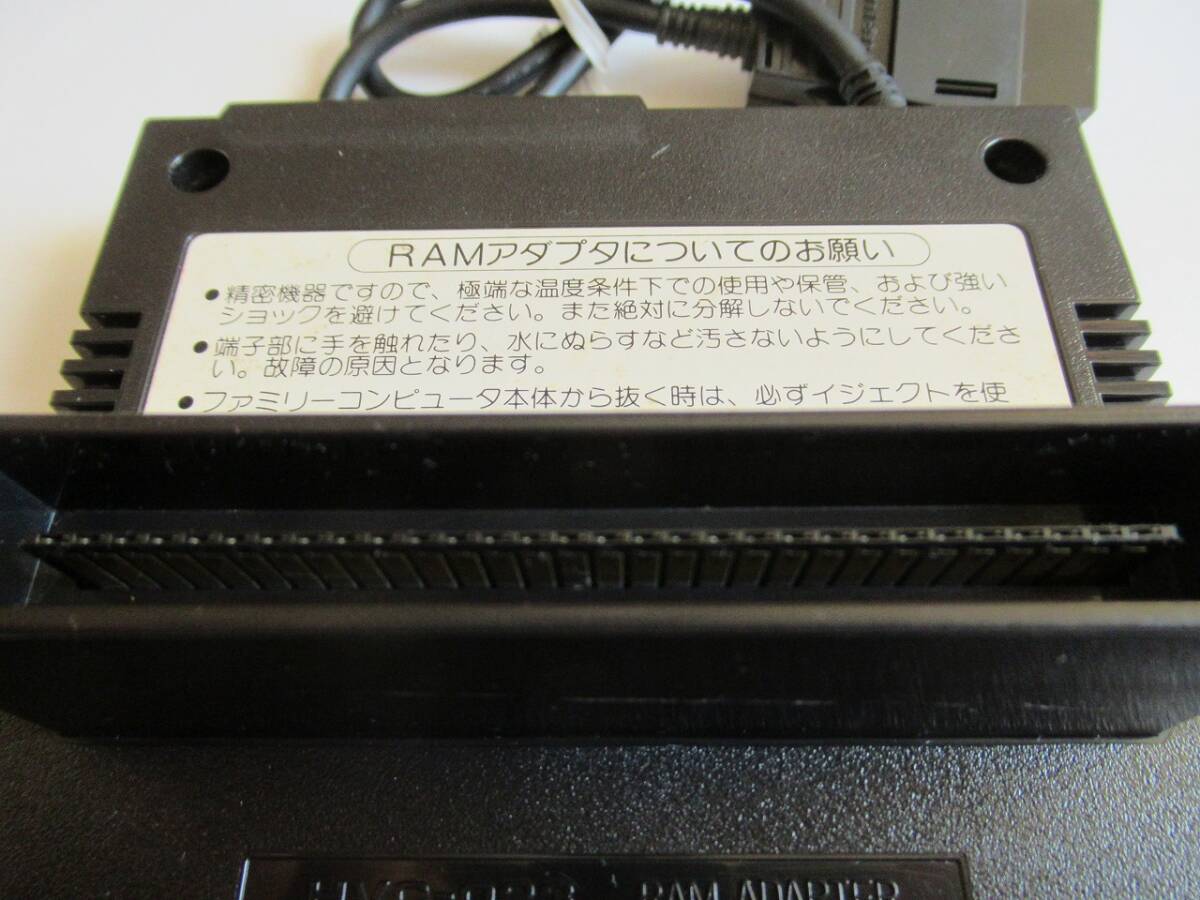 RAMアダプタについてのお願い
●精密機器ですので、極端な温度条件下での使用や保管、および強い
ショックを避けてください。また絶対に分解しないでください。
●端子部に手を触れたり、水にぬらすなど汚さないようにしてくださ
い。故障の原因となります。
●ファミリーコンピュータ本体から抜く時は、必ずイジェクトを使
RAM ADAPTER